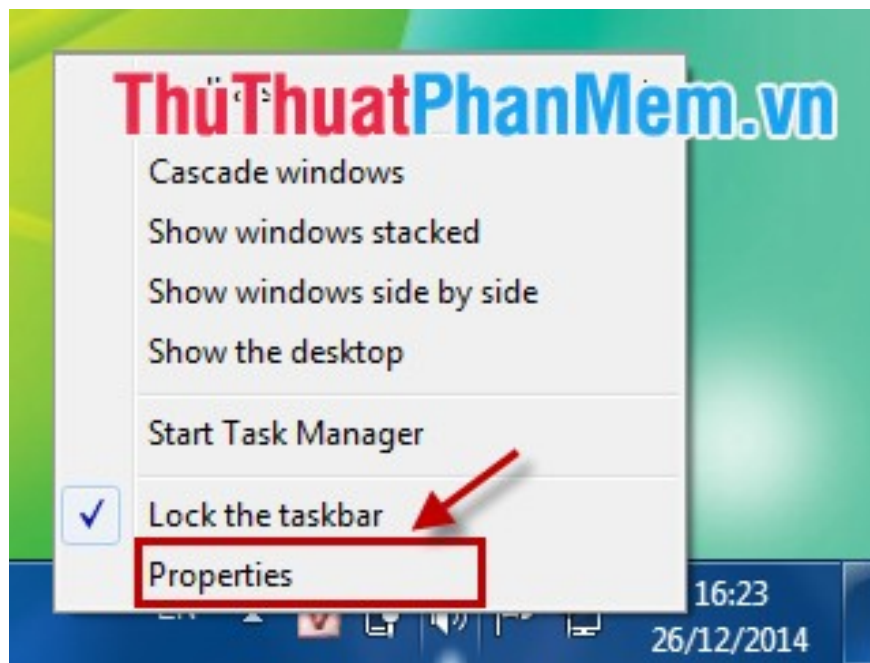 ThủThuatPhanMem.vn
Cascade windows
Show windows stacked
Show windows side by side
Show the desktop
Start Task Manager
Lock the taskbar
Properties
16:23
26/12/2014